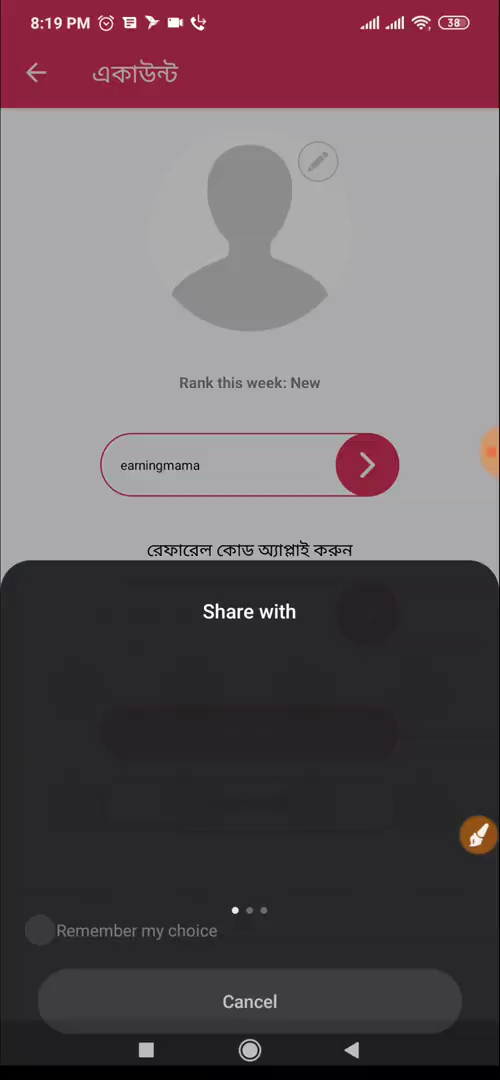 8:19 PM
38
একাউন্ট
Rank this week: New
earningmama
রেফারেল কোড অ্যাপ্লাই করুন
Share with
Remember my choice
Cancel